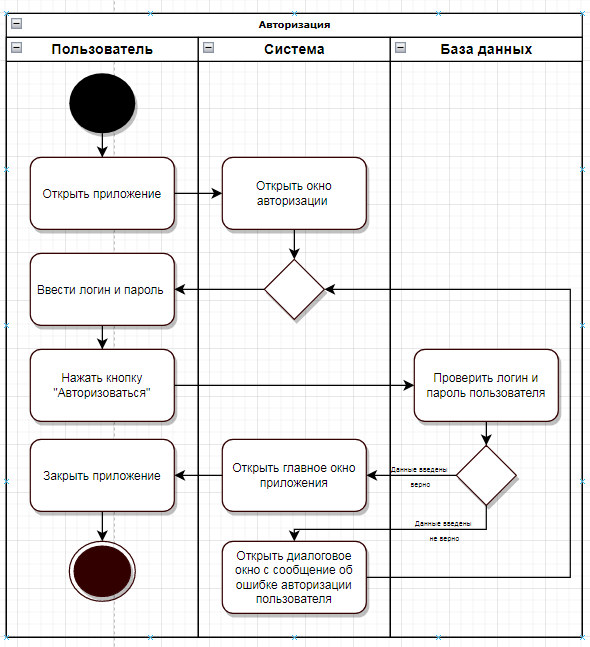 Авторизация
Пользователь
Система
База данных
Открыть приложение
Открыть окно
авторизации
Ввести логин и пароль
Нажать кнопку
"Авторизоваться"
Проверить логин и
пароль пользователя
Закрыть приложение
Открыть главное окно
приложения
Данные введены
верно
Данные введены
не верно
Открыть диалоговое
окно с сообщение об
ошибке авторизации
пользователя